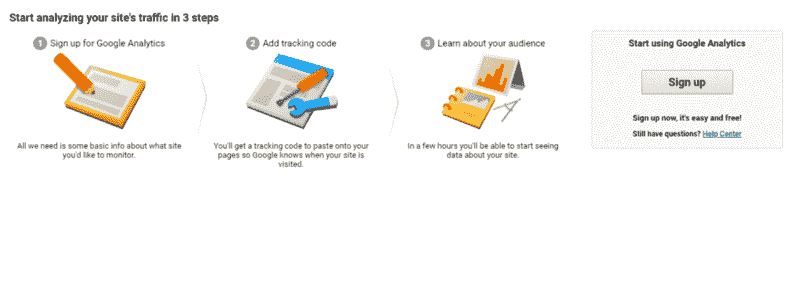 Start analyzing your site's traffic in 3 steps
1 Sign up for Google Analytics
All we need is some basic info about what site
you'd like to monitor.
2 Add tracking code
You'll get a tracking code to paste onto your
pages so Google knows when your site is
visited.
3 Learn about your audience
In a few hours you'll be able to start seeing
data about your site.
Start using Google Analytics
Sign up
Sign up now, it's easy and free!
Still have questions? Help Center